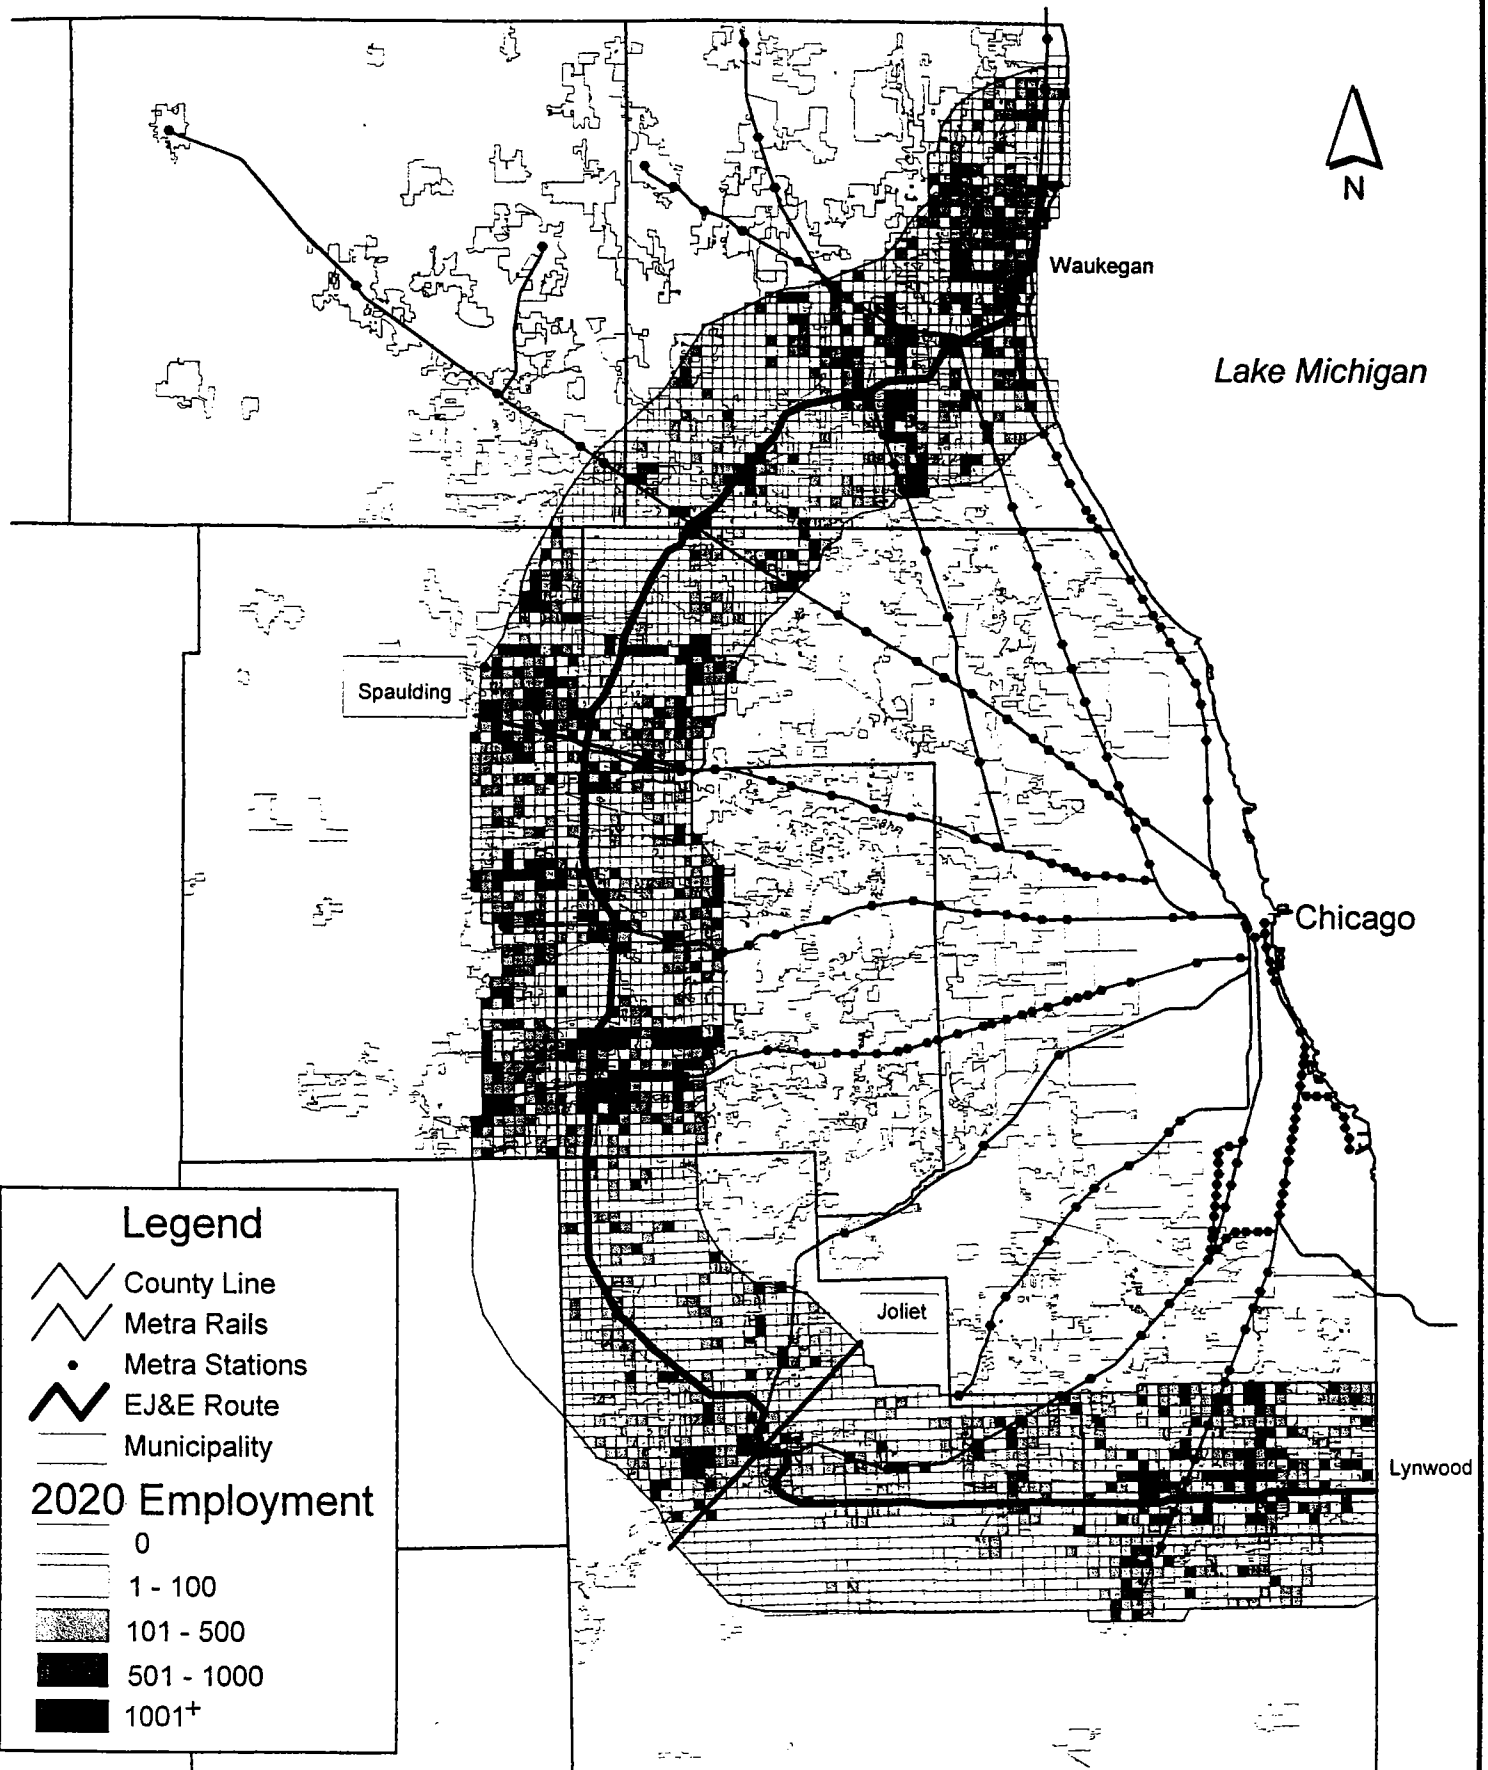 N
Waukegan
Lake Michigan
Spaulding
Chicago
Joliet
Lynwood
Legend
County Line
Metra Rails
Metra Stations
EJ&E Route
Municipality
2020 Employment
0
1 - 100
101 - 500
501 - 1000
1001+